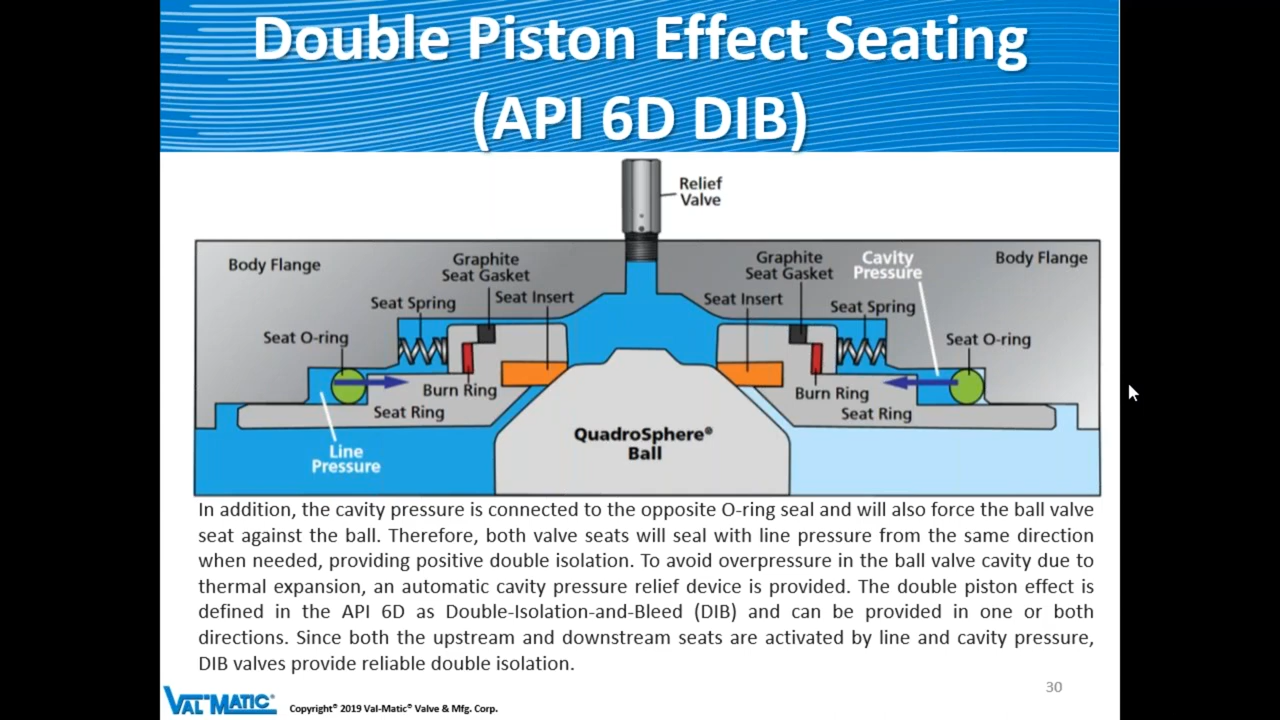 Double Piston Effect Seating
(API 6D DIB)
Relief
Valve
Body Flange
Graphite
Seat Gasket
Seat Insert
Seat Spring
Seat O-ring
Burn Ring
Seat Ring
Line
Pressure
QuadroSphere®
Ball
Graphite
Seat Gasket
Cavity
Pressure
Body Flange
Seat Insert
Seat Spring
Seat O-ring
Burn Ring
Seat Ring
In addition, the cavity pressure is connected to the opposite O-ring seal and will also force the ball valve
seat against the ball. Therefore, both valve seats will seal with line pressure from the same direction
when needed, providing positive double isolation. To avoid overpressure in the ball valve cavity due to
thermal expansion, an automatic cavity pressure relief device is provided. The double piston effect is
defined in the API 6D as Double-Isolation-and-Bleed (DIB) and can be provided in one or both
directions. Since both the upstream and downstream seats are activated by line and cavity pressure,
DIB valves provide reliable double isolation.
30
VAL-MATIC®
Copyright® 2019 Val-Matic® Valve & Mfg. Corp.